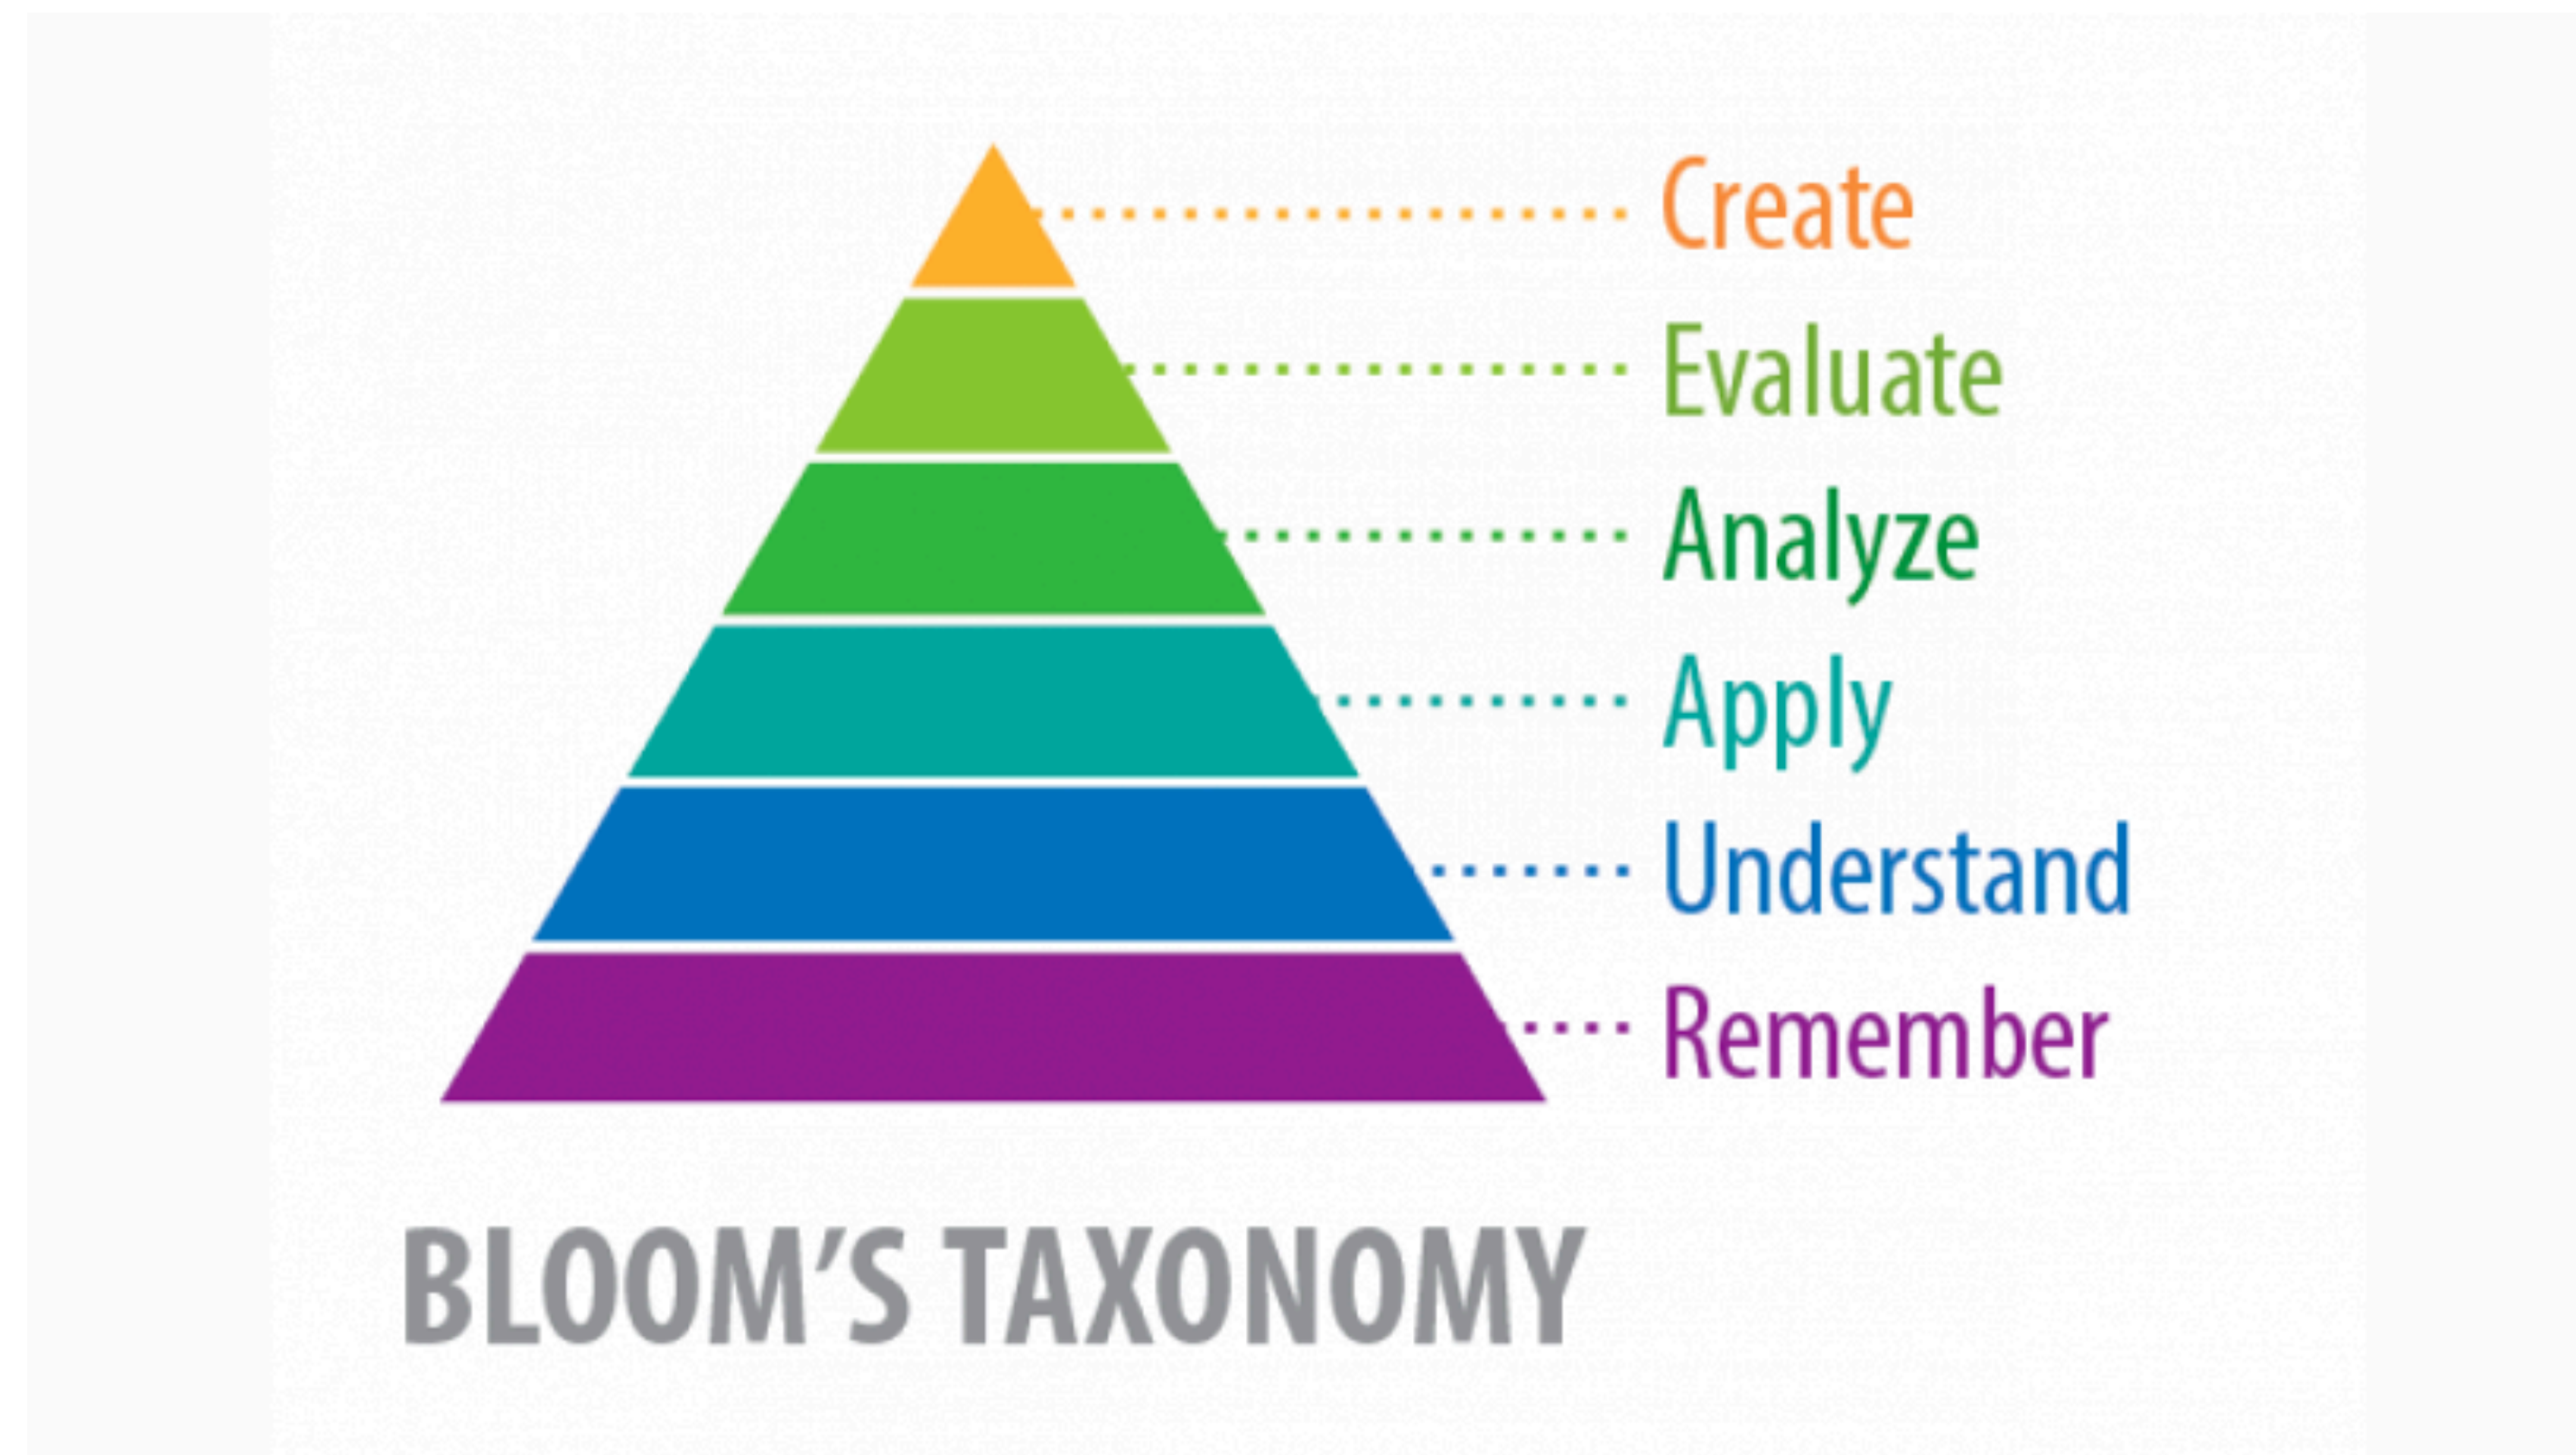 Create
Evaluate
Analyze
Apply
Understand
Remember
BLOOM’S TAXONOMY